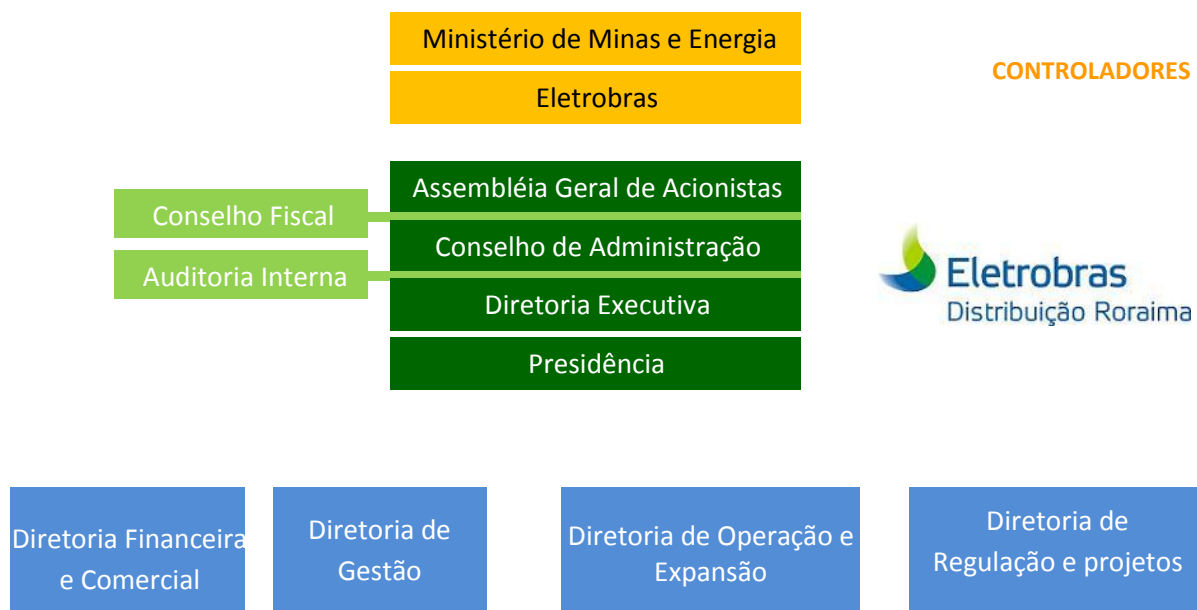 Ministério de Minas e Energia
CONTROLADORES
Eletrobras
Assembléia Geral de Acionistas
Conselho Fiscal
Conselho de Administração
Auditoria Interna
Diretoria Executiva
Presidência
Eletrobras
Distribuição Roraima
Diretoria Financeira
e Comercial
Diretoria de
Gestão
Diretoria de Operação e
Expansão
Diretoria de
Regulação e projetos